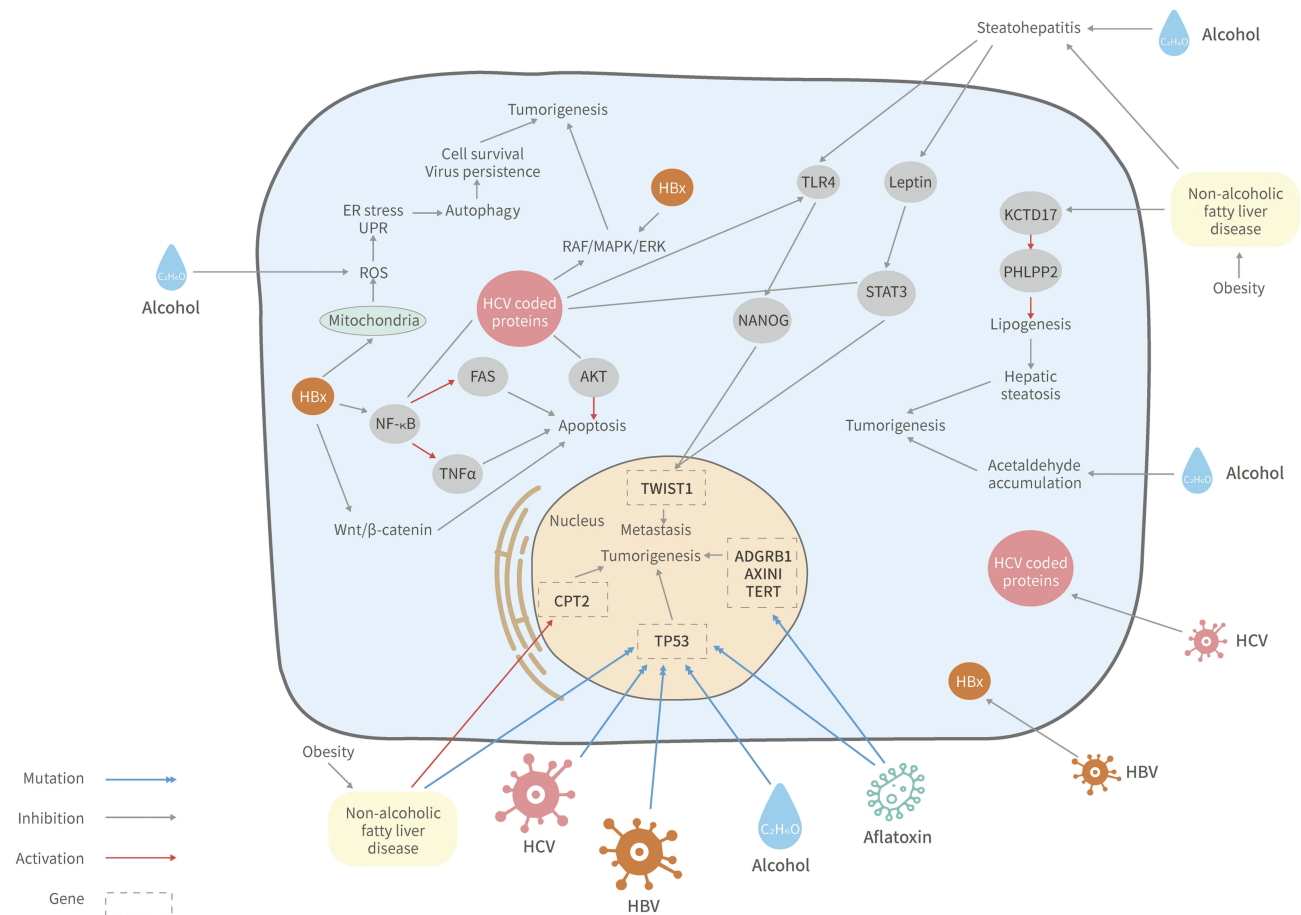 Steatohepatitis
C₂H₆O
Alcohol
Tumorigenesis
Cell survival
Virus persistence
HBx
TLR4
Leptin
KCTD17
Non-alcoholic
fatty liver
disease
ER stress
UPR
Autophagy
RAF/MAPK/ERK
C₂H₆O
Alcohol
ROS
PHLPP2
Obesity
HCV coded
proteins
STAT3
Mitochondria
NANOG
Lipogenesis
FAS
AKT
Hepatic
steatosis
HBx
NF-κB
Apoptosis
Tumorigenesis
TNFα
Acetaldehyde
accumulation
C₂H₆O
Alcohol
TWIST1
Wnt/β-catenin
Nucleus
Metastasis
Tumorigenesis
ADGRB1
AXINI
TERT
HCV coded
proteins
CPT2
TP53
HCV
HBx
HBV
Obesity
Mutation
Inhibition
Activation
Gene
Non-alcoholic
fatty liver
disease
HCV
HBV
C₂H₆O
Alcohol
Aflatoxin